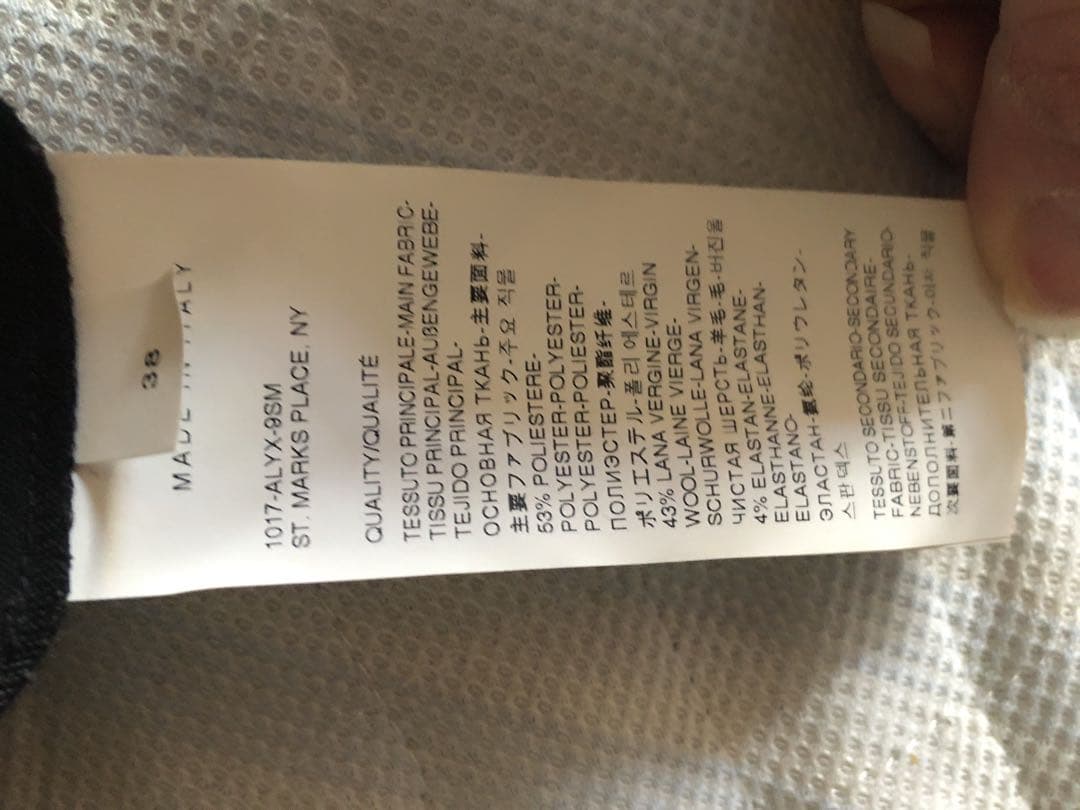 38
MADE IN ITALY
1017-ALYX-9SM
ST. MARKS PLACE, NY
QUALITY/QUALITÉ
TESSUTO PRINCIPALE-MAIN FABRIC-
TISSU PRINCIPAL-AUßENGEWEBE-
TEJIDO PRINCIPAL-
ОСНОВНАЯ ТКАНЬ-主要面料-
主要ファブリック-주요 직물
53% POLIESTERE-
POLYESTER-POLYESTER-
POLYESTER-POLIESTER-
ПОЛИЭСТЕР-聚酯纤维-
ポリエステル-폴리 에스테르
43% LANA VERGINE-VIRGIN
WOOL-LAINE VIERGE-
SCHURWOLLE-LANA VIRGEN-
ЧИСТАЯ ШЕРСТЬ-羊毛-毛-버진울
4% ELASTAN-ELASTANE-
ELASTHANNE-ELASTHAN-
ELASTANO-
ЭЛАСТАН-氨纶-ポリウレタン-
스판덱스
TESSUTO SECONDARIO-SECONDARY
FABRIC-TISSU SECONDAIRE-
NEBENSTOFF-TEJIDO SECUNDARIO-
ДОПОЛНИТЕЛЬНАЯ ТКАНЬ-
次要面料-第二ファブリック-이차 직물